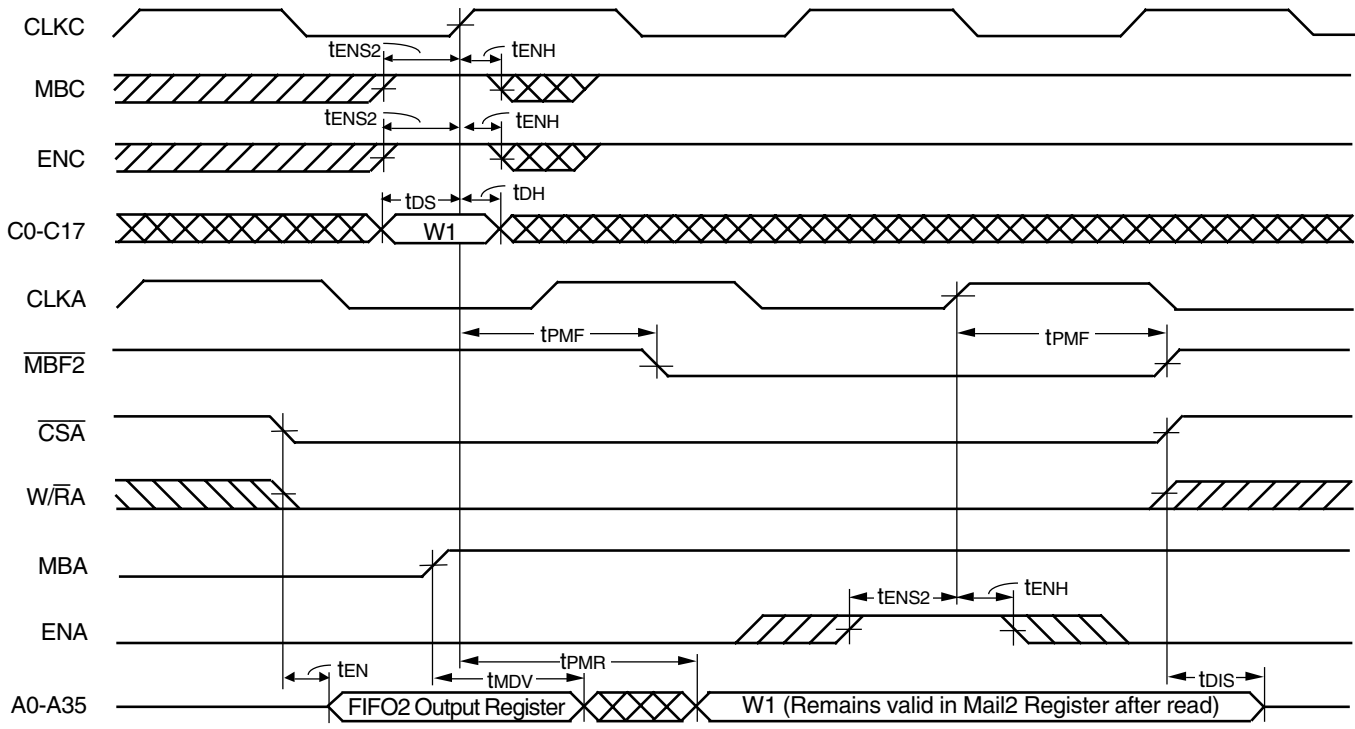 CLKC
tENS2 tENH
MBC
tENS2 tENH
ENC
tDS tDH
C0-C17 W1
CLKA
tPMF tPMF
MBF2
CSA
W/RA
MBA
tENS2 tENH
ENA
tEN tPMR
tMDV tDIS
A0-A35 FIFO2 Output Register W1 (Remains valid in Mail2 Register after read)